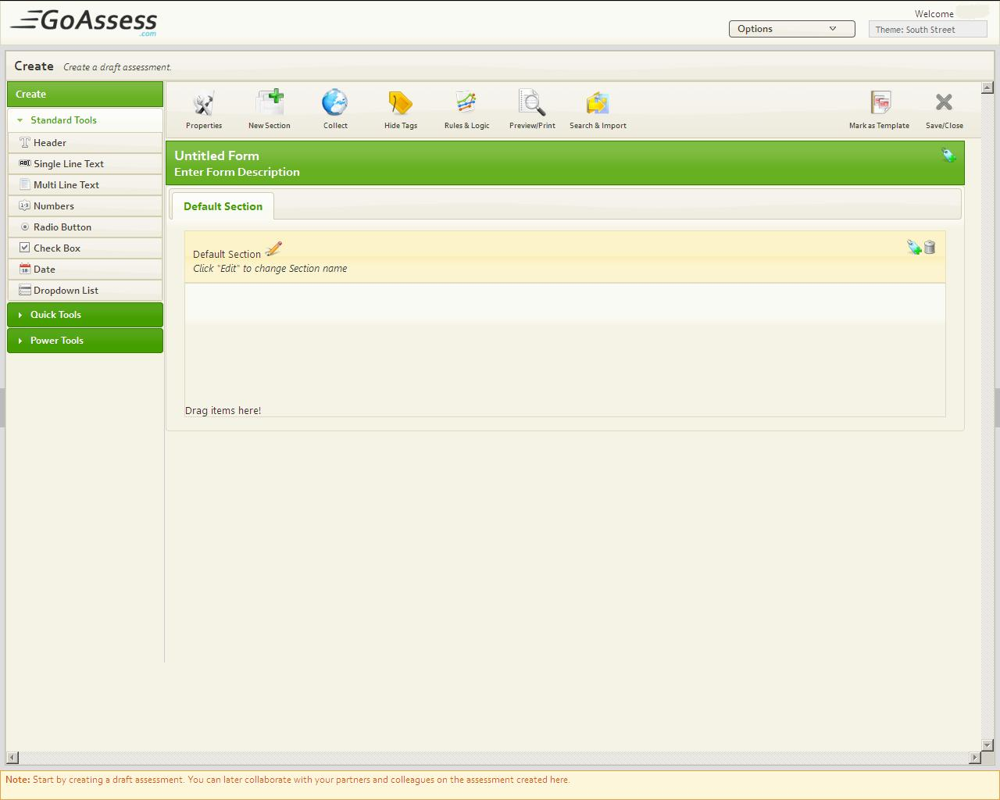 GoAssess
.com
Welcome
Options
Theme: South Street
Create Create a draft assessment.
Create
Standard Tools
Header
Single Line Text
Multi Line Text
Numbers
Radio Button
Check Box
Date
Dropdown List
Quick Tools
Power Tools
Properties
New Section
Collect
Hide Tags
Rules & Logic
Preview/Print
Search & Import
Mark as Template
Save/Close
Untitled Form
Enter Form Description
Default Section
Default Section
Click "Edit" to change Section name
Drag items here!
Note: Start by creating a draft assessment. You can later collaborate with your partners and colleagues on the assessment created here.